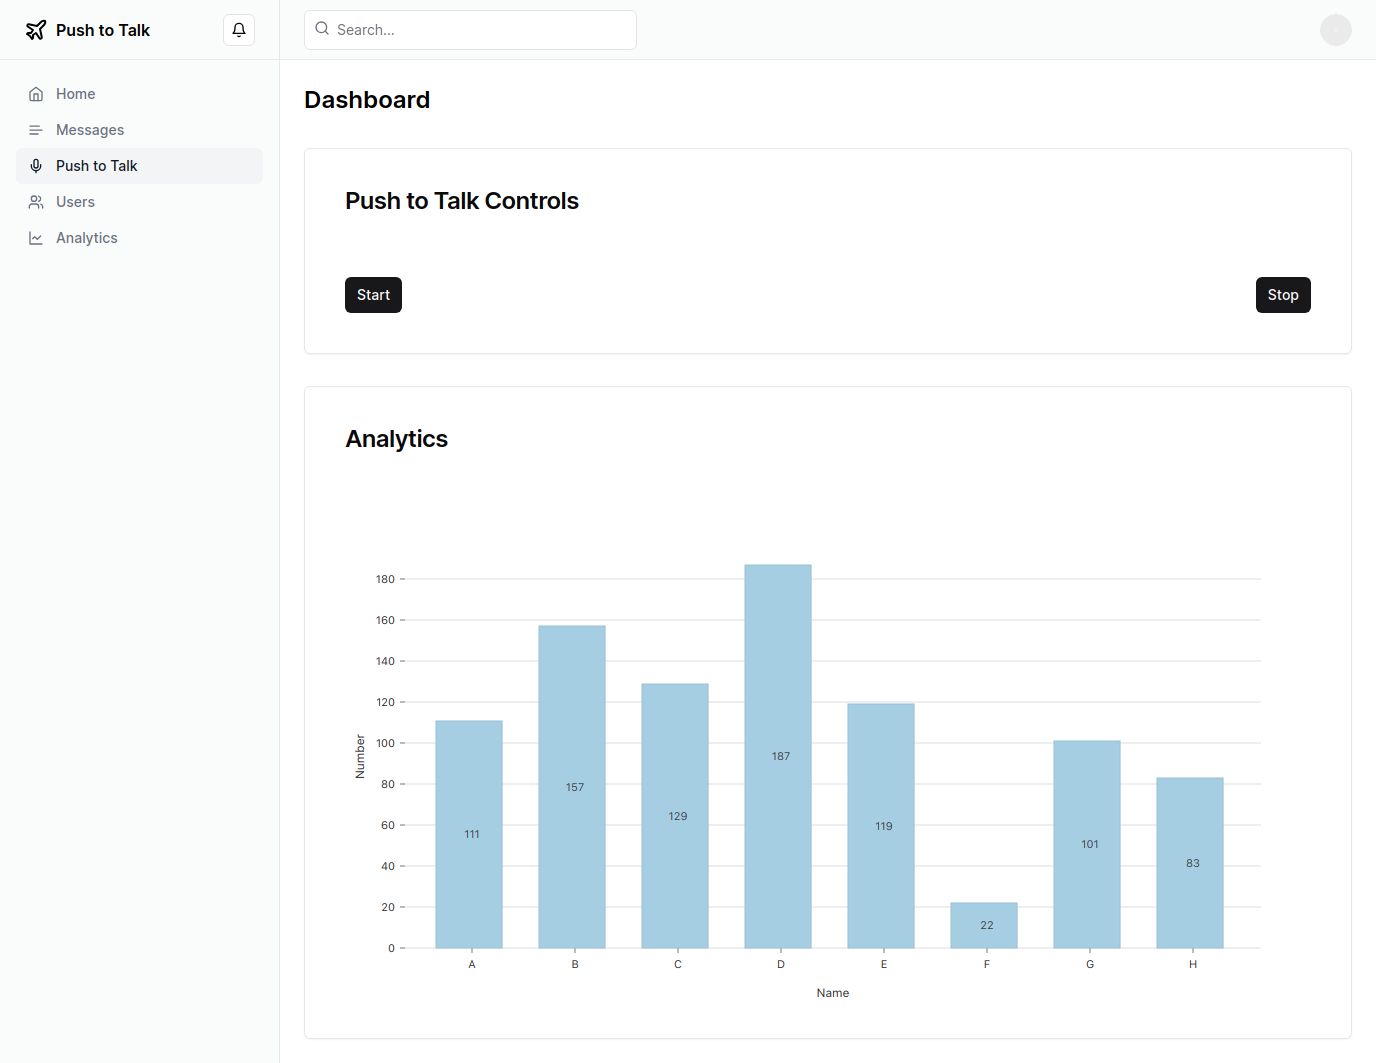 Push to Talk
Search...
Home
Messages
Push to Talk
Users
Analytics
Dashboard
Push to Talk Controls
Start
Stop
Analytics
Number
180
160
140
120
100
80
60
40
20
0
111
157
129
187
119
22
101
83
A
B
C
D
E
F
G
H
Name